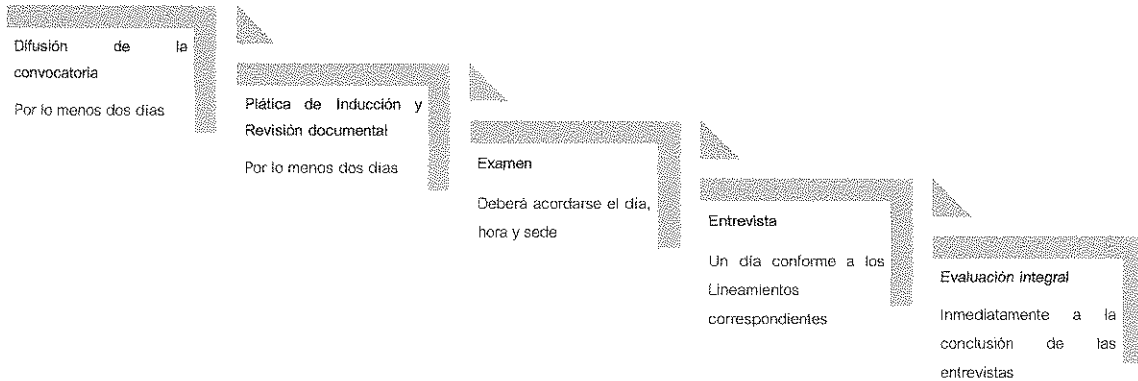 Difusión de la
convocatoria
Por lo menos dos días
Plática de Inducción y
Revisión documental
Por lo menos dos días
Examen
Deberá acordarse el día,
hora y sede
Entrevista
Un día conforme a los
Lineamientos
correspondientes
Evaluación integral
Inmediatamente a la
conclusión de las
entrevistas